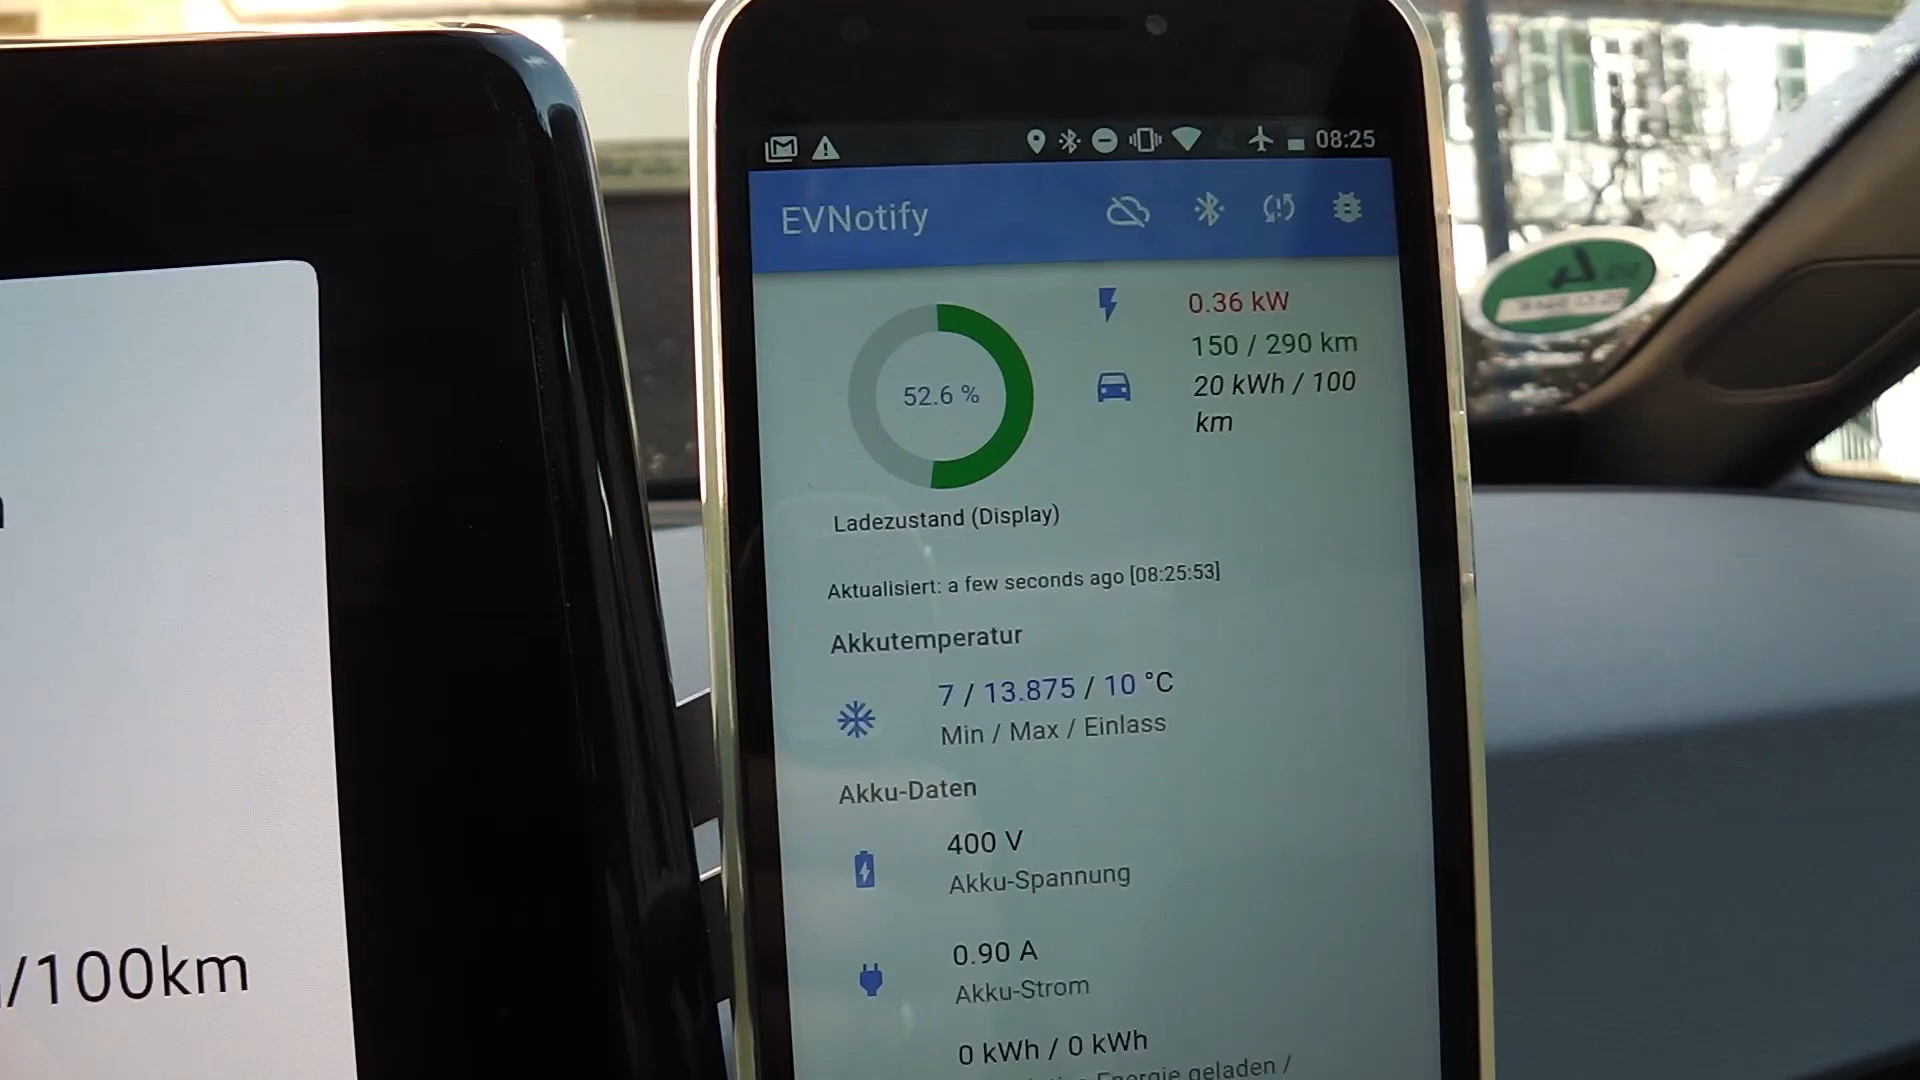 08:25
EVNotify
0.36 kW
150 / 290 km
20 kWh / 100
km
52.6 %
Ladezustand (Display)
Aktualisiert: a few seconds ago [08:25:53]
Akkutemperatur
7 / 13.875 / 10 °C
Min / Max / Einlass
Akku-Daten
400 V
Akku-Spannung
0.90 A
Akku-Strom
0 kWh / 0 kWh
Energie geladen /
/100km